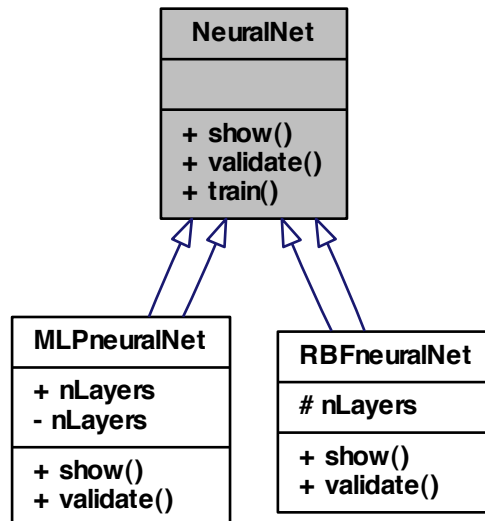 NeuralNet
+ show()
+ validate()
+ train()
MLPneuralNet
+ nLayers
- nLayers
+ show()
+ validate()
RBFneuralNet
# nLayers
+ show()
+ validate()